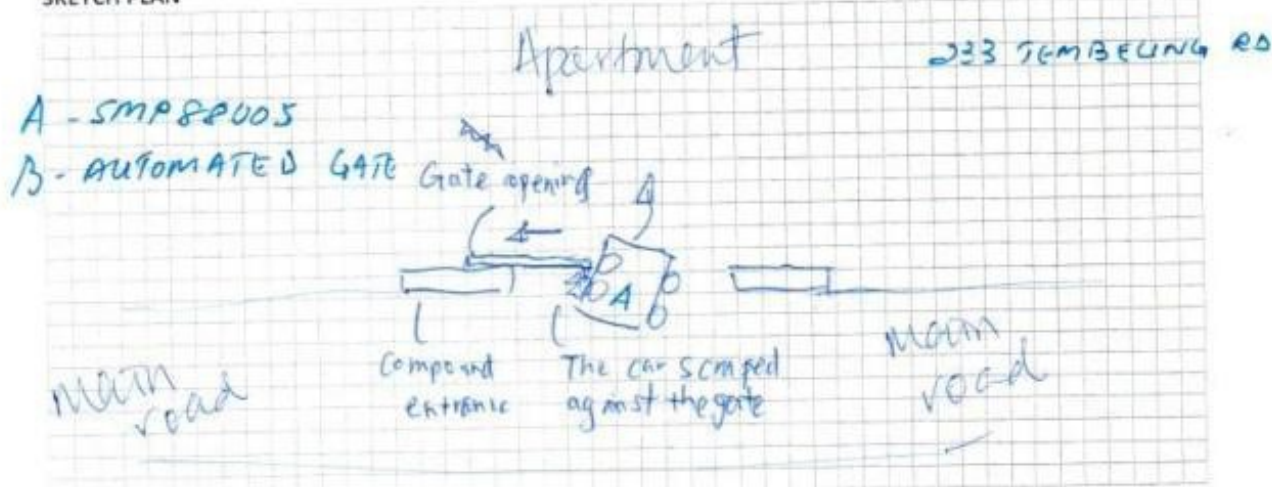 SKETCH PLAN
Apartment
233 TEMBELING RD
A - SMP8800S
B - AUTOMATED GATE
Gate opening
A
Compound entrance
The car scraped against the gate
Main road
Main road